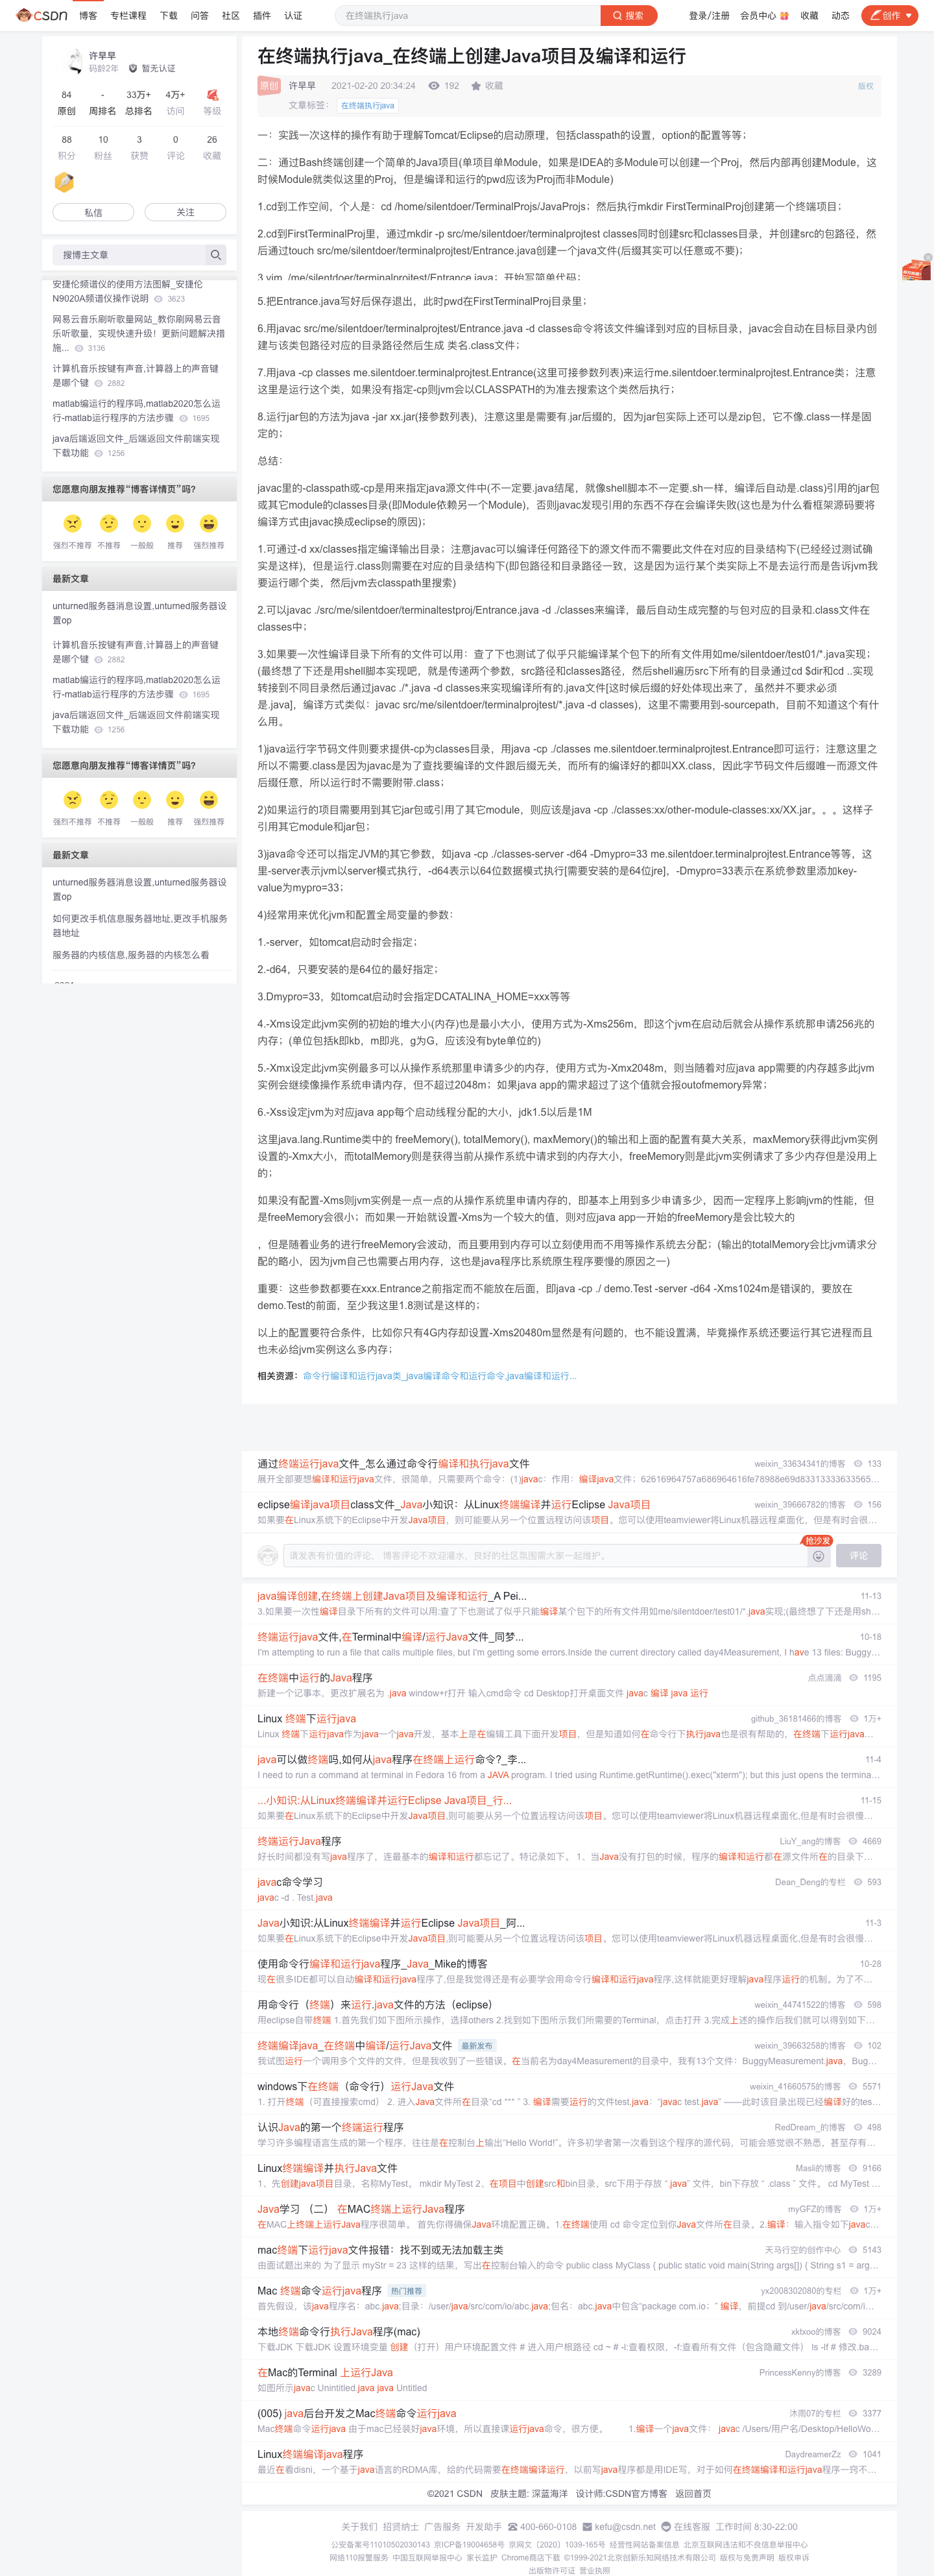 CSDN 博客 专栏课程 下载 问答 社区 插件 认证 在终端执行java 搜索 登录/注册 会员中心 收藏 动态 创作
许早早
码龄2年 暂无认证
84 - 33万+ 4万+
原创 周排名 总排名 访问 等级
88 10 3 0 26
积分 粉丝 获赞 评论 收藏
私信 关注
搜博主文章
安捷伦频谱仪的使用方法图解_安捷伦
N9020A频谱仪操作说明 3623
网易云音乐刷听歌量网站_教你刷网易云音
乐听歌量，实现快速升级！更新问题解决措
施... 3136
计算机音乐按键有声音,计算器上的声音键
是哪个键 2882
matlab编运行的程序吗,matlab2020怎么运
行-matlab运行程序的方法步骤 1695
java后端返回文件_后端返回文件前端实现
下载功能 1256
您愿意向朋友推荐“博客详情页”吗？
强烈不推荐 不推荐 一般般 推荐 强烈推荐
最新文章
unturned服务器消息设置,unturned服务器设
置op
计算机音乐按键有声音,计算器上的声音键
是哪个键 2882
matlab编运行的程序吗,matlab2020怎么运
行-matlab运行程序的方法步骤 1695
java后端返回文件_后端返回文件前端实现
下载功能 1256
您愿意向朋友推荐“博客详情页”吗？
强烈不推荐 不推荐 一般般 推荐 强烈推荐
最新文章
unturned服务器消息设置,unturned服务器设
置op
如何更改手机信息服务器地址,更改手机服务
器地址
服务器的内核信息,服务器的内核怎么看
在终端执行java_在终端上创建Java项目及编译和运行
原创 许早早 2021-02-20 20:34:24 192 收藏 版权
文章标签： 在终端执行java
一：实践一次这样的操作有助于理解Tomcat/Eclipse的启动原理，包括classpath的设置，option的配置等等；
二：通过Bash终端创建一个简单的Java项目(单项目单Module，如果是IDEA的多Module可以创建一个Proj，然后内部再创建Module，这
时候Module就类似这里的Proj，但是编译和运行的pwd应该为Proj而非Module)
1.cd到工作空间，个人是：cd /home/silentdoer/TerminalProjs/JavaProjs；然后执行mkdir FirstTerminalProj创建第一个终端项目；
2.cd到FirstTerminalProj里，通过mkdir -p src/me/silentdoer/terminalprojtest classes同时创建src和classes目录，并创建src的包路径，然
后通过touch src/me/silentdoer/terminalprojtest/Entrance.java创建一个java文件(后缀其实可以任意或不要)；
3.vim ./me/silentdoer/terminalprojtest/Entrance.java；开始写简单代码；
5.把Entrance.java写好后保存退出，此时pwd在FirstTerminalProj目录里；
6.用javac src/me/silentdoer/terminalprojtest/Entrance.java -d classes命令将该文件编译到对应的目标目录，javac会自动在目标目录内创
建与该类包路径对应的目录路径然后生成 类名.class文件；
7.用java -cp classes me.silentdoer.terminalprojtest.Entrance(这里可接参数列表)来运行me.silentdoer.terminalprojtest.Entrance类；注意
这里是运行这个类，如果没有指定-cp则jvm会以CLASSPATH的为准去搜索这个类然后执行；
8.运行jar包的方法为java -jar xx.jar(接参数列表)，注意这里是需要有.jar后缀的，因为jar包实际上还可以是zip包，它不像.class一样是固
定的；
总结：
javac里的-classpath或-cp是用来指定java源文件中(不一定要.java结尾，就像shell脚本不一定要.sh一样，编译后自动是.class)引用的jar包
或其它module的classes目录(即Module依赖另一个Module)，否则javac发现引用的东西不存在会编译失败(这也是为什么看框架源码要将
编译方式由javac换成eclipse的原因)；
1.可通过-d xx/classes指定编译输出目录；注意javac可以编译任何路径下的源文件而不需要此文件在对应的目录结构下(已经经过测试确
实是这样)，但是运行.class则需要在对应的目录结构下(即包路径和目录路径一致，这是因为运行某个类实际上不是去运行而是告诉jvm我
要运行哪个类，然后jvm去classpath里搜索)
2.可以javac ./src/me/silentdoer/terminaltestproj/Entrance.java -d ./classes来编译，最后自动生成完整的与包对应的目录和.class文件在
classes中；
3.如果要一次性编译目录下所有的文件可以用：查了下也测试了似乎只能编译某个包下的所有文件用如me/silentdoer/test01/*.java实现；
(最终想了下还是用shell脚本实现吧，就是传递两个参数，src路径和classes路径，然后shell遍历src下所有的目录通过cd $dir和cd ..实现
转接到不同目录然后通过javac ./*.java -d classes来实现编译所有的.java文件[这时候后缀的好处体现出来了，虽然并不要求必须
是.java]，编译方式类似：javac src/me/silentdoer/terminalprojtest/*.java -d classes)，这里不需要用到-sourcepath，目前不知道这个有什
么用。
1)java运行字节码文件则要求提供-cp为classes目录，用java -cp ./classes me.silentdoer.terminalprojtest.Entrance即可运行；注意这里之
所以不需要.class是因为javac是为了查找要编译的文件跟后缀无关，而所有的编译好的都叫XX.class，因此字节码文件后缀唯一而源文件
后缀任意，所以运行时不需要附带.class；
2)如果运行的项目需要用到其它jar包或引用了其它module，则应该是java -cp ./classes:xx/other-module-classes:xx/XX.jar。。。这样子
引用其它module和jar包；
3)java命令还可以指定JVM的其它参数，如java -cp ./classes-server -d64 -Dmypro=33 me.silentdoer.terminalprojtest.Entrance等等，这
里-server表示jvm以server模式执行，-d64表示以64位数据模式执行[需要安装的是64位jre]，-Dmypro=33表示在系统参数里添加key-
value为mypro=33；
4)经常用来优化jvm和配置全局变量的参数：
1.-server，如tomcat启动时会指定；
2.-d64，只要安装的是64位的最好指定；
3.Dmypro=33，如tomcat启动时会指定DCATALINA_HOME=xxx等等
4.-Xms设定此jvm实例的初始的堆大小(内存)也是最小大小，使用方式为-Xms256m，即这个jvm在启动后就会从操作系统那申请256兆的
内存；(单位包括k即kb，m即兆，g为G，应该没有byte单位的)
5.-Xmx设定此jvm实例最多可以从操作系统那里申请多少的内存，使用方式为-Xmx2048m，则当随着对应java app需要的内存越多此jvm
实例会继续像操作系统申请内存，但不超过2048m；如果java app的需求超过了这个值就会报outofmemory异常；
6.-Xss设定jvm为对应java app每个启动线程分配的大小，jdk1.5以后是1M
这里java.lang.Runtime类中的 freeMemory(), totalMemory(), maxMemory()的输出和上面的配置有莫大关系，maxMemory获得此jvm实例
设置的-Xmx大小，而totalMemory则是获得当前从操作系统中请求到的内存大小，freeMemory则是此jvm实例请求了多少内存但是没用上
的；
如果没有配置-Xms则jvm实例是一点一点的从操作系统里申请内存的，即基本上用到多少申请多少，因而一定程序上影响jvm的性能，但
是freeMemory会很小；而如果一开始就设置-Xms为一个较大的值，则对应java app一开始的freeMemory是会比较大的
，但是随着业务的进行freeMemory会波动，而且要用到内存可以立刻使用而不用等操作系统去分配；(输出的totalMemory会比jvm请求分
配的略小，因为jvm自己也需要占用内存，这也是java程序比系统原生程序要慢的原因之一)
重要：这些参数都要在xxx.Entrance之前指定而不能放在后面，即java -cp ./ demo.Test -server -d64 -Xms1024m是错误的，要放在
demo.Test的前面，至少我这里1.8测试是这样的；
以上的配置要符合条件，比如你只有4G内存却设置-Xms20480m显然是有问题的，也不能设置满，毕竟操作系统还要运行其它进程而且
也未必给jvm实例这么多内存；
相关资源：命令行编译和运行java类_java编译命令和运行命令,java编译和运行...
通过终端运行java文件_怎么通过命令行编译和执行java文件 weixin_33634341的博客 133
展开全部要想编译和运行java文件，很简单，只需要两个命令：(1)javac：作用：编译java文件；
eclipse编译java项目class文件_Java小知识：从Linux终端编译并运行Eclipse Java项目 weixin_39666782的博客 156
如果要在Linux系统下的Eclipse中开发Java项目，则可能要从另一个位置远程访问该项目。您可以使用teamviewer将Linux机器远程桌面化，但是有时会很...
抢沙发
请发表有价值的评论， 博客评论不欢迎灌水，良好的社区氛围需大家一起维护。 评论
java编译创建,在终端上创建Java项目及编译和运行_A Pei... 11-13
3.如果要一次性编译目录下所有的文件可以用:查了下也测试了似乎只能编译某个包下的所有文件用如me/silentdoer/test01/*.java实现;(最终想了下还是用sh...
终端运行java文件,在Terminal中编译/运行Java文件_同梦... 10-18
I'm attempting to run a file that calls multiple files, but I'm getting some errors.Inside the current directory called day4Measurement, I have 13 files: Buggy...
在终端中运行的Java程序 点点滴滴 1195
新建一个记事本，更改扩展名为 .java window+r打开 输入cmd命令 cd Desktop打开桌面文件 javac 编译 java 运行
Linux 终端下运行java github_36181466的博客 1万+
Linux 终端下运行java作为java一个java开发，基本上是在编辑工具下面开发项目，但是知道如何在命令行下执行java也是很有帮助的，在终端下运行java...
java可以做终端吗,如何从java程序在终端上运行命令?_李... 11-4
I need to run a command at terminal in Fedora 16 from a JAVA program. I tried using Runtime.getRuntime().exec("xterm"); but this just opens the termina...
...小知识:从Linux终端编译并运行Eclipse Java项目_行... 11-15
如果要在Linux系统下的Eclipse中开发Java项目,则可能要从另一个位置远程访问该项目。您可以使用teamviewer将Linux机器远程桌面化,但是有时会很慢...
终端运行Java程序 LiuY_ang的博客 4669
好长时间都没有写java程序了，连最基本的编译和运行都忘记了。特记录如下。 1、当Java没有打包的时候，程序的编译和运行都在源文件所在的目录下...
javac命令学习 Dean_Deng的专栏 593
javac -d . Test.java
Java小知识:从Linux终端编译并运行Eclipse Java项目_阿... 11-3
如果要在Linux系统下的Eclipse中开发Java项目,则可能要从另一个位置远程访问该项目。您可以使用teamviewer将Linux机器远程桌面化,但是有时会很慢...
使用命令行编译和运行java程序_Java_Mike的博客 10-28
现在很多IDE都可以自动编译和运行java程序了,但是我觉得还是有必要学会用命令行编译和运行java程序,这样就能更好理解java程序运行的机制。为了不...
用命令行（终端）来运行.java文件的方法（eclipse） weixin_44741522的博客 598
用eclipse自带终端 1.首先我们如下图所示操作，选择others 2.找到如下图所示我们所需要的Terminal，点击打开 3.完成上述的操作后我们就可以得到如下...
终端编译java_在终端中编译/运行Java文件 最新发布 weixin_39663258的博客 102
我试图运行一个调用多个文件的文件，但是我收到了一些错误，在当前名为day4Measurement的目录中，我有13个文件：BuggyMeasurement.java，Bug...
windows下在终端（命令行）运行Java文件 weixin_41660575的博客 5571
1. 打开终端（可直接搜索cmd） 2. 进入Java文件所在目录“cd *** ” 3. 编译需要运行的文件test.java：“javac test.java” ——此时该目录出现已经编译好的tes...
认识Java的第一个终端运行程序 RedDream_的博客 498
学习许多编程语言生成的第一个程序，往往是在控制台上输出“Hello World!”。许多初学者第一次看到这个程序的源代码，可能会感觉很不熟悉，甚至存有...
Linux终端编译并执行Java文件 Masli的博客 9166
1、先创建java项目目录，名称MyTest， mkdir MyTest 2、在项目中创建src和bin目录，src下用于存放 “.java” 文件，bin下存放 “ .class ” 文件。 cd MyTest ...
Java学习 （二） 在MAC终端上运行Java程序 myGFZ的博客 1万+
在MAC上终端上运行Java程序很简单， 首先你得确保Java环境配置正确。1.在终端使用 cd 命令定位到你Java文件所在目录。2.编译：输入指令如下javac...
mac终端下运行java文件报错：找不到或无法加载主类 天马行空的创作中心 5143
由面试题出来的 为了显示 myStr = 23 这样的结果，写出在控制台输入的命令 public class MyClass { public static void main(String args[]) { String s1 = arg...
Mac 终端命令运行java程序 热门推荐 yx2008302080的专栏 1万+
首先假设，该java程序名：abc.java;目录：/user/java/src/com/io/abc.java;包名：abc.java中包含“package com.io；” 编译，前提cd 到/user/java/src/com/i...
本地终端命令行执行Java程序(mac) xktxoo的博客 9024
下载JDK 下载JDK 设置环境变量 创建（打开）用户环境配置文件 # 进入用户根路径 cd ~ # -l:查看权限，-f:查看所有文件（包含隐藏文件） ls -lf # 修改.ba...
在Mac的Terminal 上运行Java PrincessKenny的博客 3289
如图所示javac Unintitled.java java Untitled
(005) java后台开发之Mac终端命令运行java 沐雨07的专栏 3377
Mac终端命令运行java 由于mac已经装好java环境，所以直接课运行java命令，很方便， 1.编译一个java文件： javac /Users/用户名/Desktop/HelloWo...
Linux终端编译java程序 DaydreamerZz 1041
最近在看disni，一个基于java语言的RDMA库，给的代码需要在终端编译运行，以前写java程序都是用IDE写，对于如何在终端编译和运行java程序一窍不...
©2021 CSDN 皮肤主题: 深蓝海洋 设计师:CSDN官方博客 返回首页
关于我们 招贤纳士 广告服务 开发助手 400-660-0108 kefu@csdn.net 在线客服 工作时间 8:30-22:00
公安备案号11010502030143 京ICP备19004658号 京网文〔2020〕1039-165号 经营性网站备案信息 北京互联网违法和不良信息举报中心
网络110报警服务 中国互联网举报中心 家长监护 Chrome商店下载 ©1999-2021北京创新乐知网络技术有限公司 版权与免责声明 版权申诉
出版物许可证 营业执照